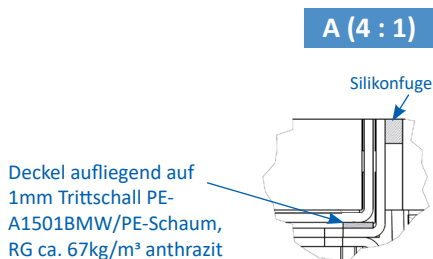 A (4 : 1)
Silikonfuge
Deckel aufliegend auf
1mm Trittschall PE-
A1501BMW/PE-Schaum,
RG ca. 67kg/m³ anthrazit